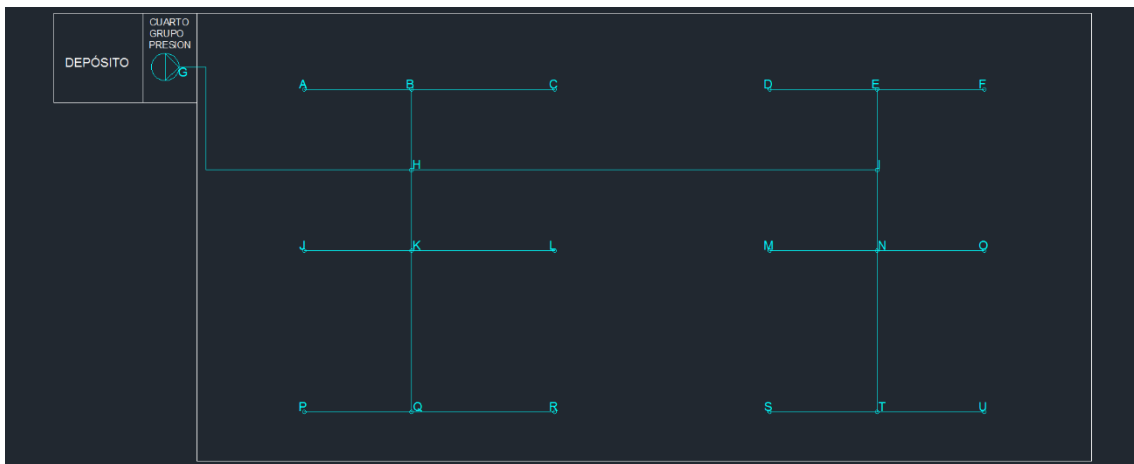 CUARTO
GRUPO
PRESION
DEPÓSITO
G
A B C D E F
H I
J K L M N O
P Q R S T U